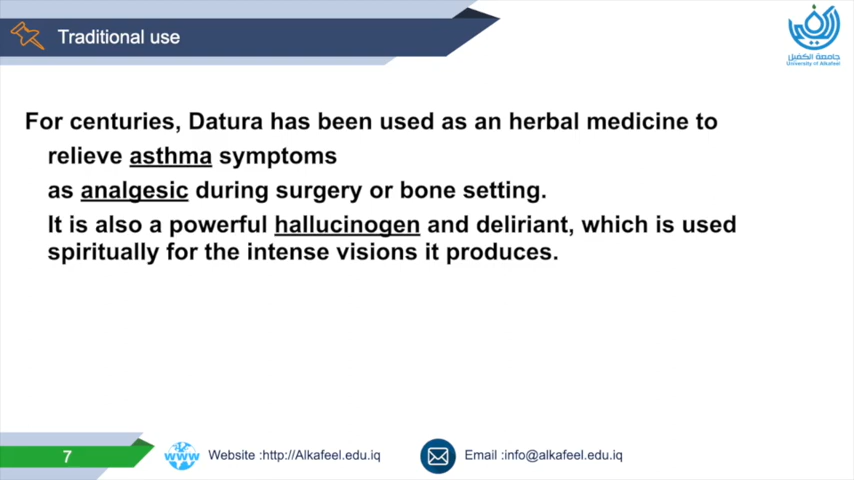 Traditional use
جامعة الكفيل
University of Alkafeel
For centuries, Datura has been used as an herbal medicine to
relieve asthma symptoms
as analgesic during surgery or bone setting.
It is also a powerful hallucinogen and deliriant, which is used
spiritually for the intense visions it produces.
7
www
Website :http://Alkafeel.edu.iq
Email :info@alkafeel.edu.iq